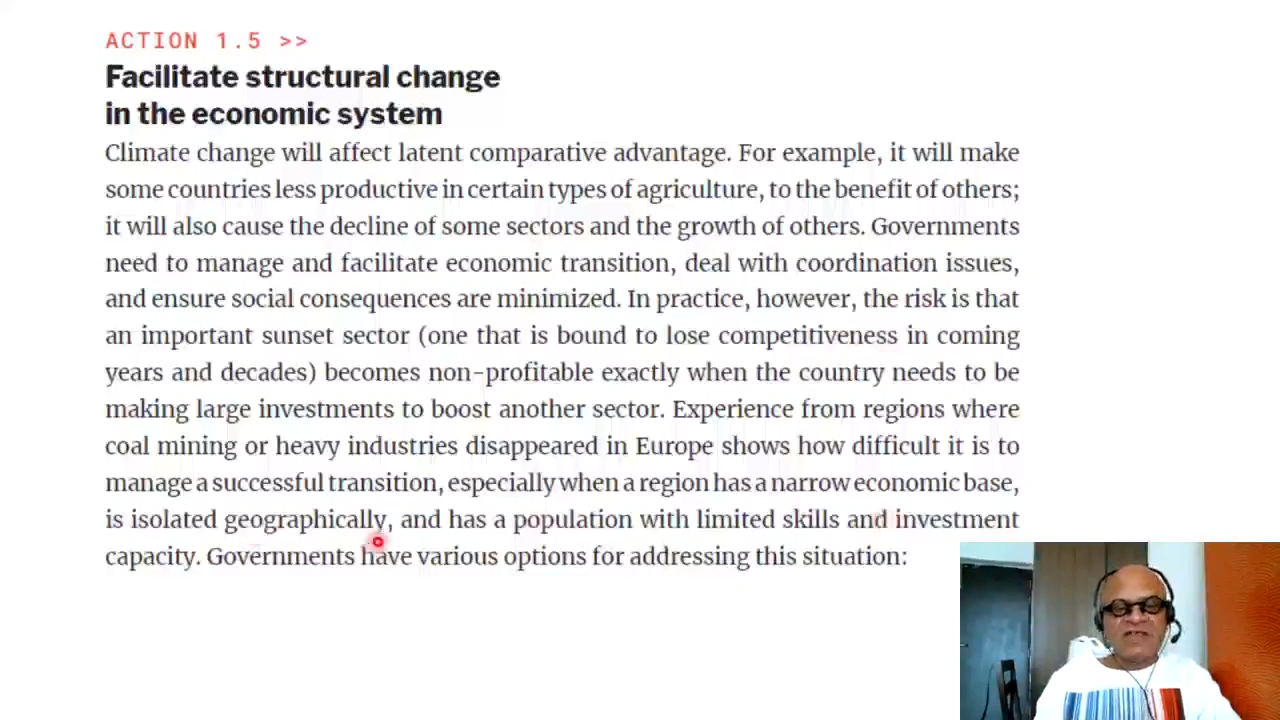 ACTION 1.5 >>
Facilitate structural change
in the economic system
Climate change will affect latent comparative advantage. For example, it will make
some countries less productive in certain types of agriculture, to the benefit of others;
it will also cause the decline of some sectors and the growth of others. Governments
need to manage and facilitate economic transition, deal with coordination issues,
and ensure social consequences are minimized. In practice, however, the risk is that
an important sunset sector (one that is bound to lose competitiveness in coming
years and decades) becomes non-profitable exactly when the country needs to be
making large investments to boost another sector. Experience from regions where
coal mining or heavy industries disappeared in Europe shows how difficult it is to
manage a successful transition, especially when a region has a narrow economic base,
is isolated geographically, and has a population with limited skills and investment
capacity. Governments have various options for addressing this situation: